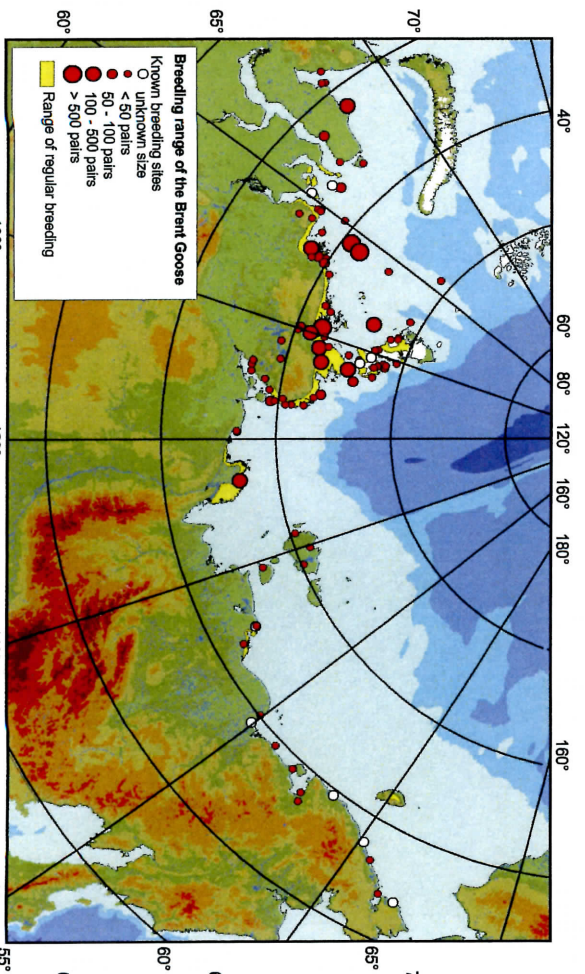 40°
60°
80°
120°
160°
180°
160°
70°
65°
65°
60°
60°
Breeding range of the Brent Goose
Known breeding sites
unknown size
< 50 pairs
50 - 100 pairs
100 - 500 pairs
> 500 pairs
Range of regular breeding
55°